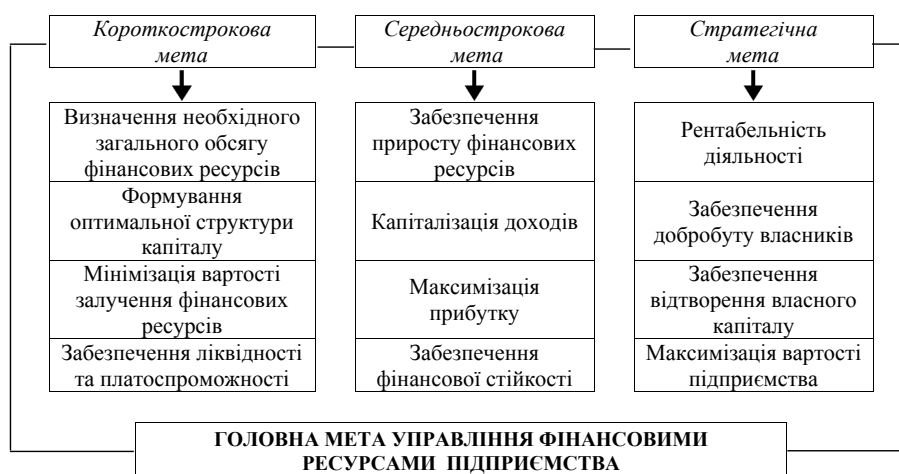 Короткострокова
мета
Середньострокова
мета
Стратегічна
мета
Визначення необхідного
загального обсягу
фінансових ресурсів
Формування
оптимальної структури
капіталу
Мінімізація вартості
залучення фінансових
ресурсів
Забезпечення ліквідності
та платоспроможності
Забезпечення
приросту фінансових
ресурсів
Капіталізація доходів
Максимізація
прибутку
Забезпечення
фінансової стійкості
Рентабельність
діяльності
Забезпечення
добробуту власників
Забезпечення
відтворення власного
капіталу
Максимізація вартості
підприємства
ГОЛОВНА МЕТА УПРАВЛІННЯ ФІНАНСОВИМИ
РЕСУРСАМИ ПІДПРИЄМСТВА